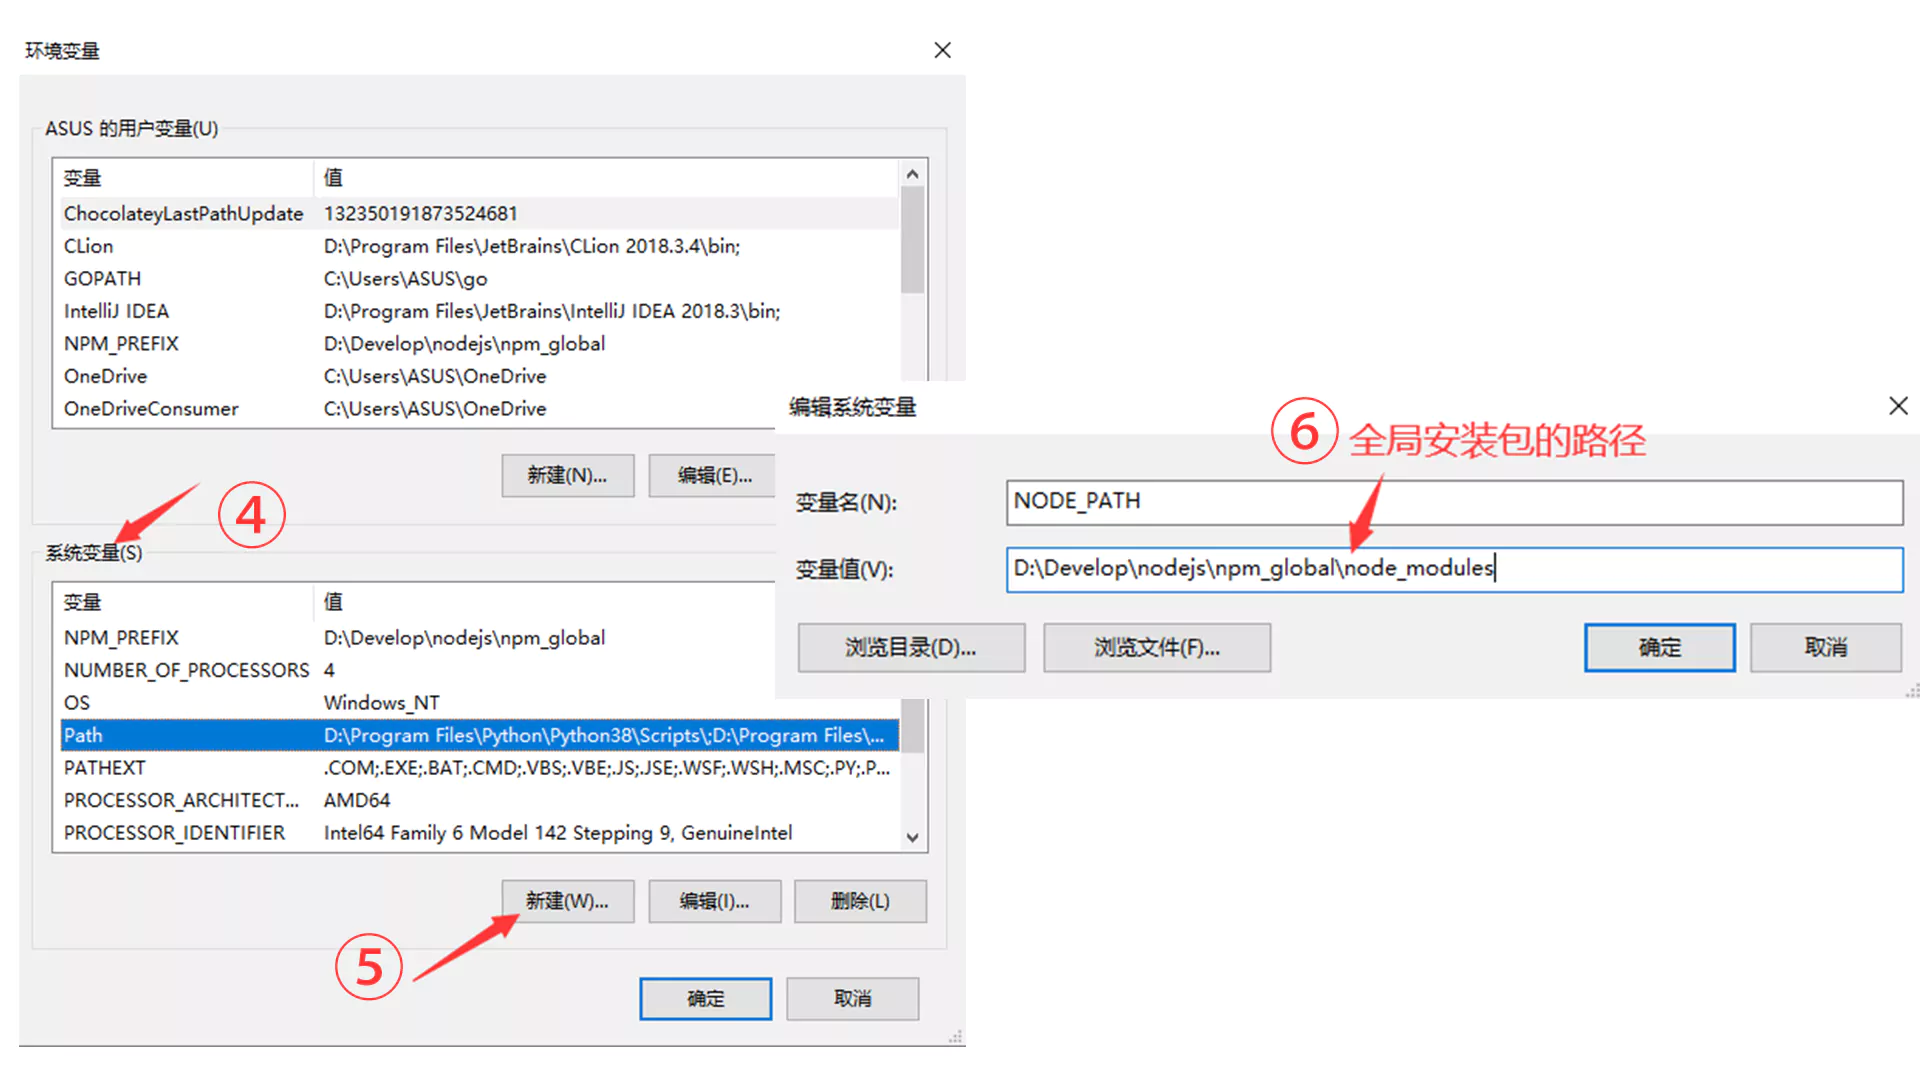 环境变量
ASUS 的用户变量(U)
变量 值
ChocolateyLastPathUpdate 132350191873524681
CLion D:\Program Files\JetBrains\CLion 2018.3.4\bin;
GOPATH C:\Users\ASUS\go
IntelliJ IDEA D:\Program Files\JetBrains\IntelliJ IDEA 2018.3\bin;
NPM_PREFIX D:\Develop\nodejs\npm_global
OneDrive C:\Users\ASUS\OneDrive
OneDriveConsumer C:\Users\ASUS\OneDrive
新建(N)... 编辑(E)...
④
系统变量(S)
变量 值
NPM_PREFIX D:\Develop\nodejs\npm_global
NUMBER_OF_PROCESSORS 4
OS Windows_NT
Path D:\Program Files\Python\Python38\Scripts\;D:\Program Files\...
PATHEXT .COM;.EXE;.BAT;.CMD;.VBS;.VBE;.JS;.JSE;.WSF;.WSH;.MSC;.PY;.P...
PROCESSOR_ARCHITECT... AMD64
PROCESSOR_IDENTIFIER Intel64 Family 6 Model 142 Stepping 9, GenuineIntel
新建(W)... 编辑(I)... 删除(L)
⑤
确定 取消
编辑系统变量
⑥ 全局安装包的路径
变量名(N): NODE_PATH
变量值(V): D:\Develop\nodejs\npm_global\node_modules
浏览目录(D)... 浏览文件(F)... 确定 取消